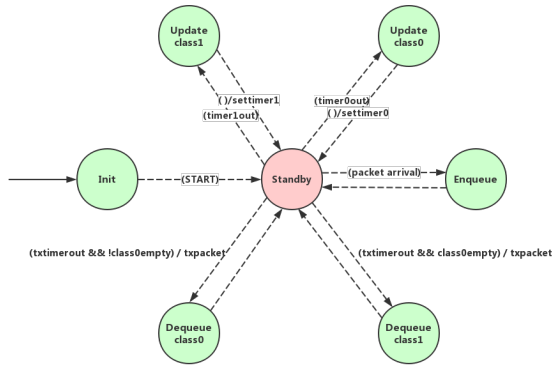 Update
class1
Update
class0
( )/settimer1
(timer1out)
(timer0out)
( )/settimer0
Init
(START)
Standby
(packet arrival)
Enqueue
(txtimerout && !class0empty) / txpacket
(txtimerout && class0empty) / txpacket
Dequeue
class0
Dequeue
class1